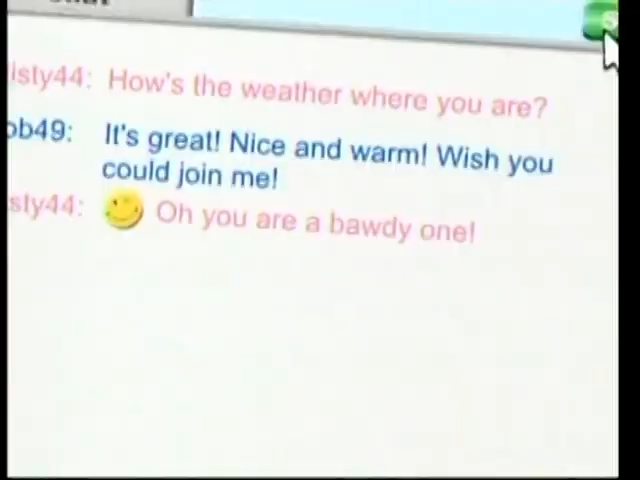 isty44: How's the weather where you are?
ob49: It's great! Nice and warm! Wish you
could join me!
sty44: Oh you are a bawdy one!